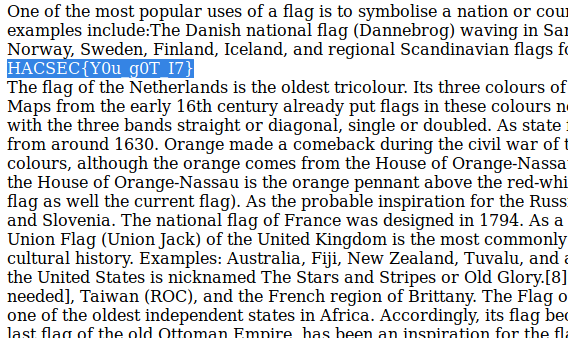 One of the most popular uses of a flag is to symbolise a nation or cou
examples include:The Danish national flag (Dannebrog) waving in Sa
Norway, Sweden, Finland, Iceland, and regional Scandinavian flags fo
HACSEC{Y0u_g0T_I7}
The flag of the Netherlands is the oldest tricolour. Its three colours of
Maps from the early 16th century already put flags in these colours n
with the three bands straight or diagonal, single or doubled. As state
from around 1630. Orange made a comeback during the civil war of t
colours, although the orange comes from the House of Orange-Nassa
the House of Orange-Nassau is the orange pennant above the red-whi
flag as well the current flag). As the probable inspiration for the Russ
and Slovenia. The national flag of France was designed in 1794. As a
Union Flag (Union Jack) of the United Kingdom is the most commonly
cultural history. Examples: Australia, Fiji, New Zealand, Tuvalu, and a
the United States is nicknamed The Stars and Stripes or Old Glory.[8]
needed], Taiwan (ROC), and the French region of Brittany. The Flag o
one of the oldest independent states in Africa. Accordingly, its flag bec
last flag of the old Ottoman Empire, has been an inspiration for the fl